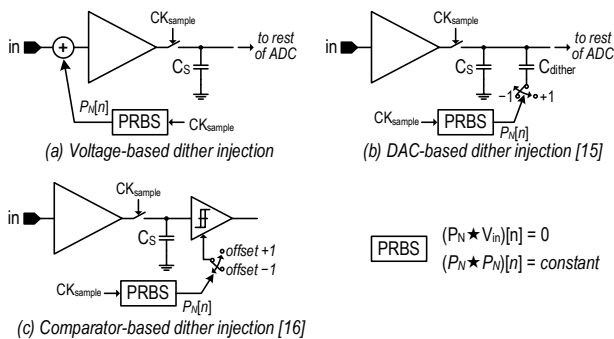 in
+
CKsample
CS
to rest
of ADC
PN[n]
PRBS
CKsample
(a) Voltage-based dither injection
in
CKsample
CS
Cdither
to rest
of ADC
−1
+1
CKsample
PRBS
PN[n]
(b) DAC-based dither injection [15]
in
CKsample
CS
offset +1
offset −1
CKsample
PRBS
PN[n]
(c) Comparator-based dither injection [16]
PRBS
(PN★Vin)[n] = 0
(PN★PN)[n] = constant